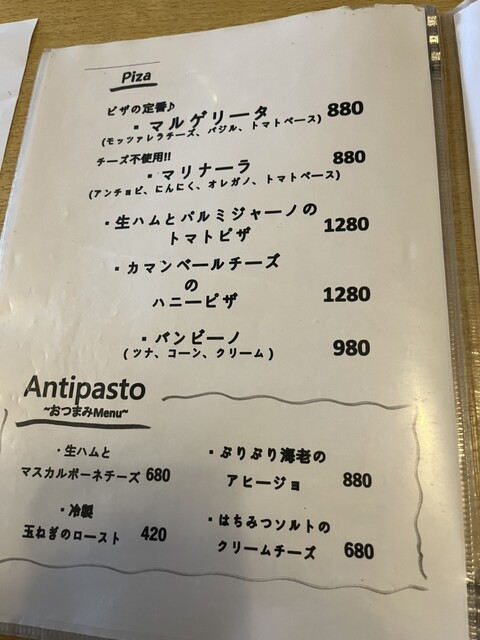 Piza
ピザの定番♪
・マルゲリータ 880
(モッツァレラチーズ、バジル、トマトベース)
チーズ不使用!!
・マリナーラ 880
(アンチョビ、にんにく、オレガノ、トマトベース)
・生ハムとパルミジャーノの
トマトピザ 1280
・カマンベールチーズ
の
ハニーピザ 1280
・バンビーノ 980
(ツナ、コーン、クリーム)
Antipasto
~おつまみMenu~
・生ハムと
マスカルポーネチーズ 680
・冷製
玉ねぎのロースト 420
・ぷりぷり海老の
アヒージョ 880
・はちみつソルトの
クリームチーズ 680